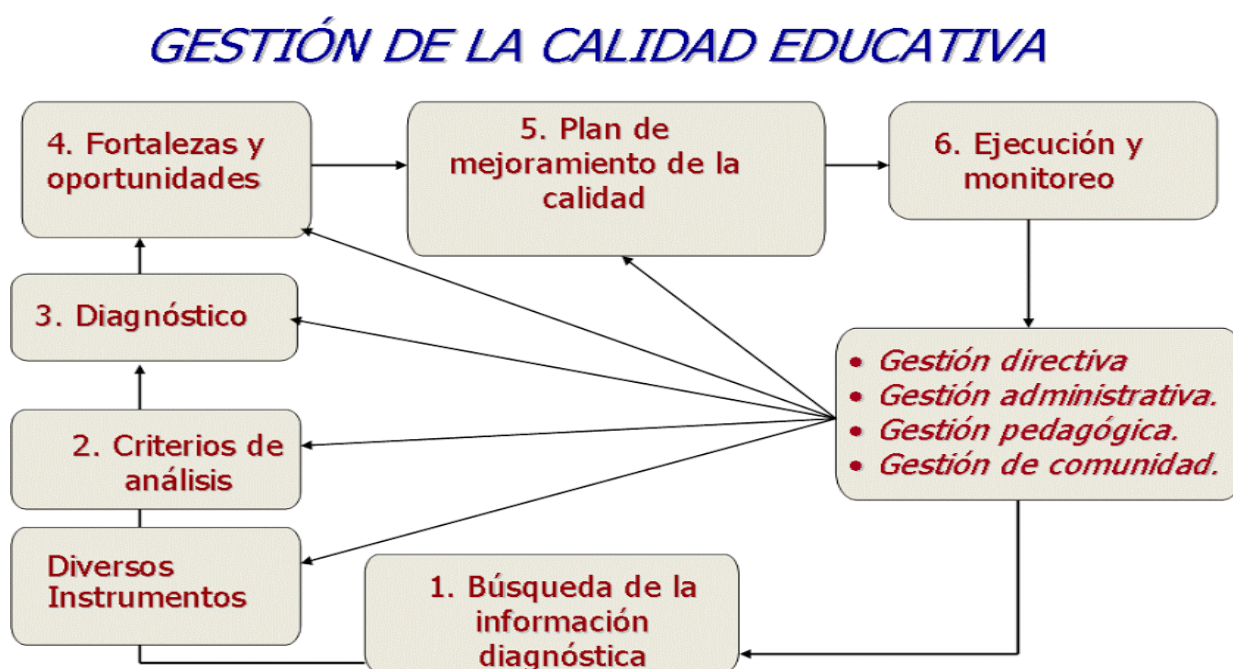 GESTIÓN DE LA CALIDAD EDUCATIVA
4. Fortalezas y
oportunidades
5. Plan de
mejoramiento de la
calidad
6. Ejecución y
monitoreo
3. Diagnóstico
• Gestión directiva
• Gestión administrativa.
• Gestión pedagógica.
• Gestión de comunidad.
2. Criterios de
análisis
Diversos
Instrumentos
1. Búsqueda de la
información
diagnóstica